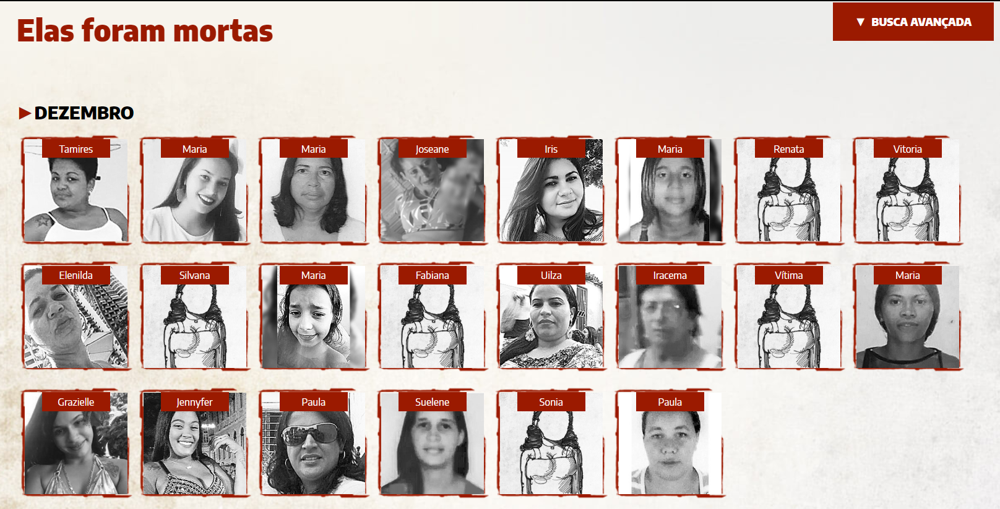 Elas foram mortas
▼ BUSCA AVANÇADA
►DEZEMBRO
Tamires
Maria
Maria
Joseane
Iris
Maria
Renata
Vitoria
Elenilda
Silvana
Maria
Fabiana
Uilza
Iracema
Vítima
Maria
Grazielle
Jennyfer
Paula
Suelene
Sonia
Paula